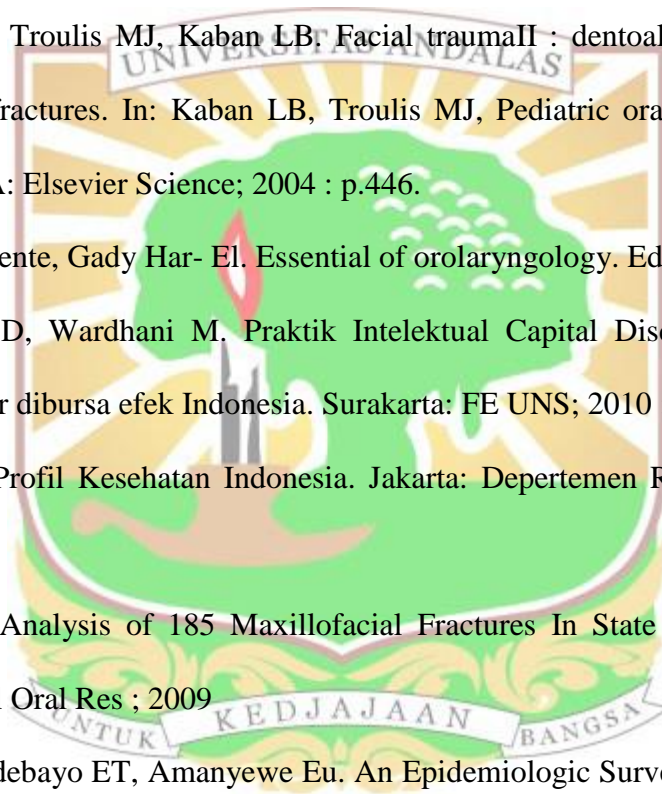 Troulis MJ, Kaban LB. Facial traumaII : dentoal
UNIVERSITAS ANDALAS
fractures. In: Kaban LB, Troulis MJ, Pediatric ora
A: Elsevier Science; 2004 : p.446.
ente, Gady Har- El. Essential of orolaryngology. Ed
D, Wardhani M. Praktik Intelektual Capital Disc
r dibursa efek Indonesia. Surakarta: FE UNS; 2010
Profil Kesehatan Indonesia. Jakarta: Depertemen R
Analysis of 185 Maxillofacial Fractures In State
Oral Res ; 2009
UNTUK KEDJAJAAN BANGSA
debayo ET, Amanyewe Eu. An Epidemiologic Surve